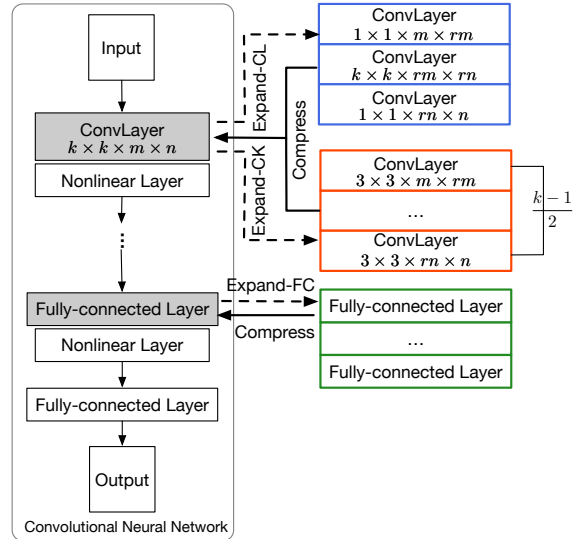 Input
ConvLayer
k × k × m × n
Nonlinear Layer
...
Fully-connected Layer
Nonlinear Layer
Fully-connected Layer
Output
Convolutional Neural Network
Expand-CL
Compress
Expand-CK
Expand-FC
Compress
ConvLayer
1 × 1 × m × rm
ConvLayer
k × k × rm × rn
ConvLayer
1 × 1 × rn × n
ConvLayer
3 × 3 × m × rm
...
ConvLayer
3 × 3 × rn × n
k − 1
2
Fully-connected Layer
...
Fully-connected Layer